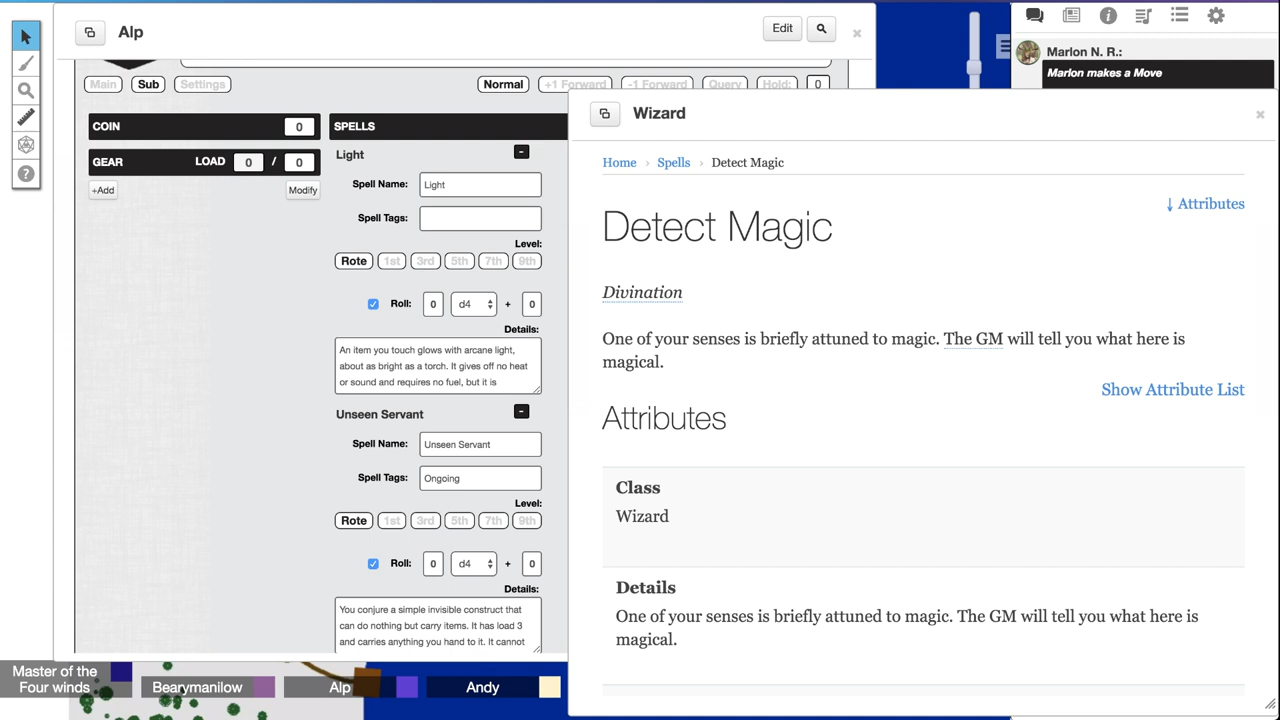 Alp
Edit
Main
Sub
Settings
Normal
+1 Forward
-1 Forward
Query
Hold:
0
COIN
0
GEAR
LOAD
0
/
0
+Add
Modify
SPELLS
Light
-
Spell Name:
Light
Spell Tags:
Level:
Rote
1st
3rd
5th
7th
9th
Roll:
0
d4
+
0
Details:
An item you touch glows with arcane light,
about as bright as a torch. It gives off no heat
or sound and requires no fuel, but it is
Unseen Servant
-
Spell Name:
Unseen Servant
Spell Tags:
Ongoing
Level:
Rote
1st
3rd
5th
7th
9th
Roll:
0
d4
+
0
Details:
You conjure a simple invisible construct that
can do nothing but carry items. It has load 3
and carries anything you hand to it. It cannot
Marlon N. R.:
Marlon makes a Move
Wizard
Home › Spells › Detect Magic
↓ Attributes
Detect Magic
Divination
One of your senses is briefly attuned to magic. The GM will tell you what here is
magical.
Show Attribute List
Attributes
Class
Wizard
Details
One of your senses is briefly attuned to magic. The GM will tell you what here is
magical.
Master of the
Four winds
Bearymanilow
Alp
Andy